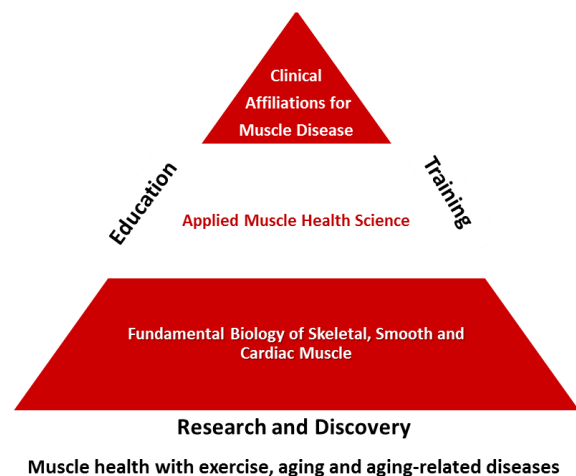 Clinical
Affiliations for
Muscle Disease
Education
Training
Applied Muscle Health Science
Fundamental Biology of Skeletal, Smooth and
Cardiac Muscle
Research and Discovery
Muscle health with exercise, aging and aging-related diseases